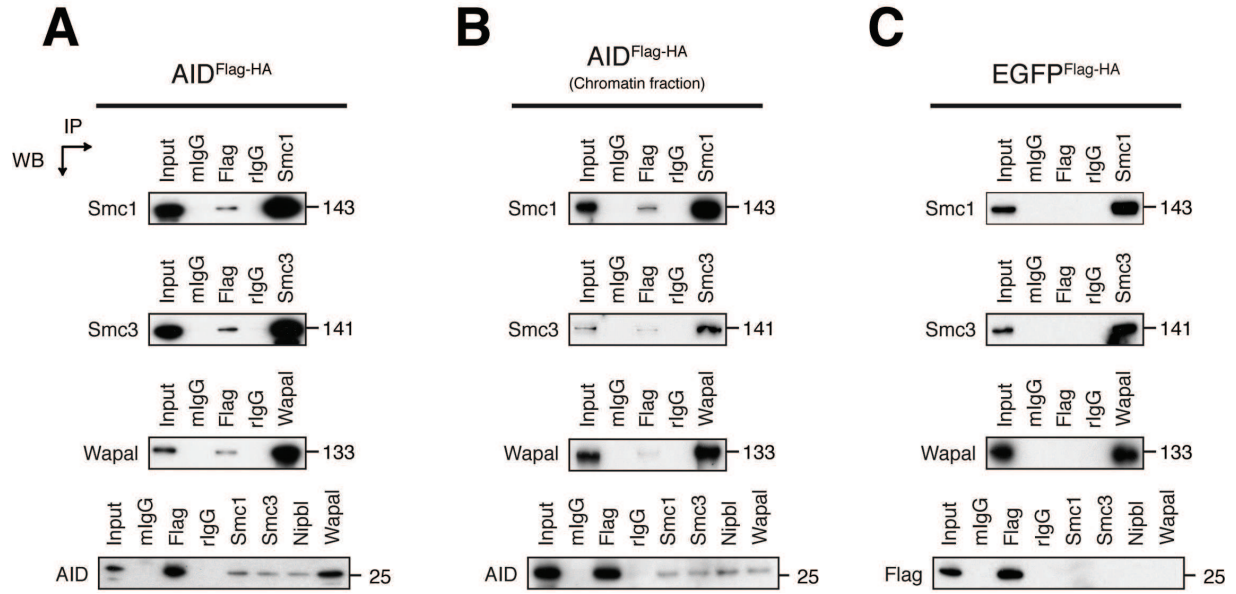 A
AIDFlag-HA
IP
WB
Input mIgG Flag rIgG Smc1
Smc1 143
Input mIgG Flag rIgG Smc3
Smc3 141
Input mIgG Flag rIgG Wapal
Wapal 133
Input mIgG Flag rIgG Smc1 Smc3 Nipbl Wapal
AID 25
B
AIDFlag-HA
(Chromatin fraction)
Input mIgG Flag rIgG Smc1
Smc1 143
Input mIgG Flag rIgG Smc3
Smc3 141
Input mIgG Flag rIgG Wapal
Wapal 133
Input mIgG Flag rIgG Smc1 Smc3 Nipbl Wapal
AID 25
C
EGFPFlag-HA
Input mIgG Flag rIgG Smc1
Smc1 143
Input mIgG Flag rIgG Smc3
Smc3 141
Input mIgG Flag rIgG Wapal
Wapal 133
Input mIgG Flag rIgG Smc1 Smc3 Nipbl Wapal
Flag 25